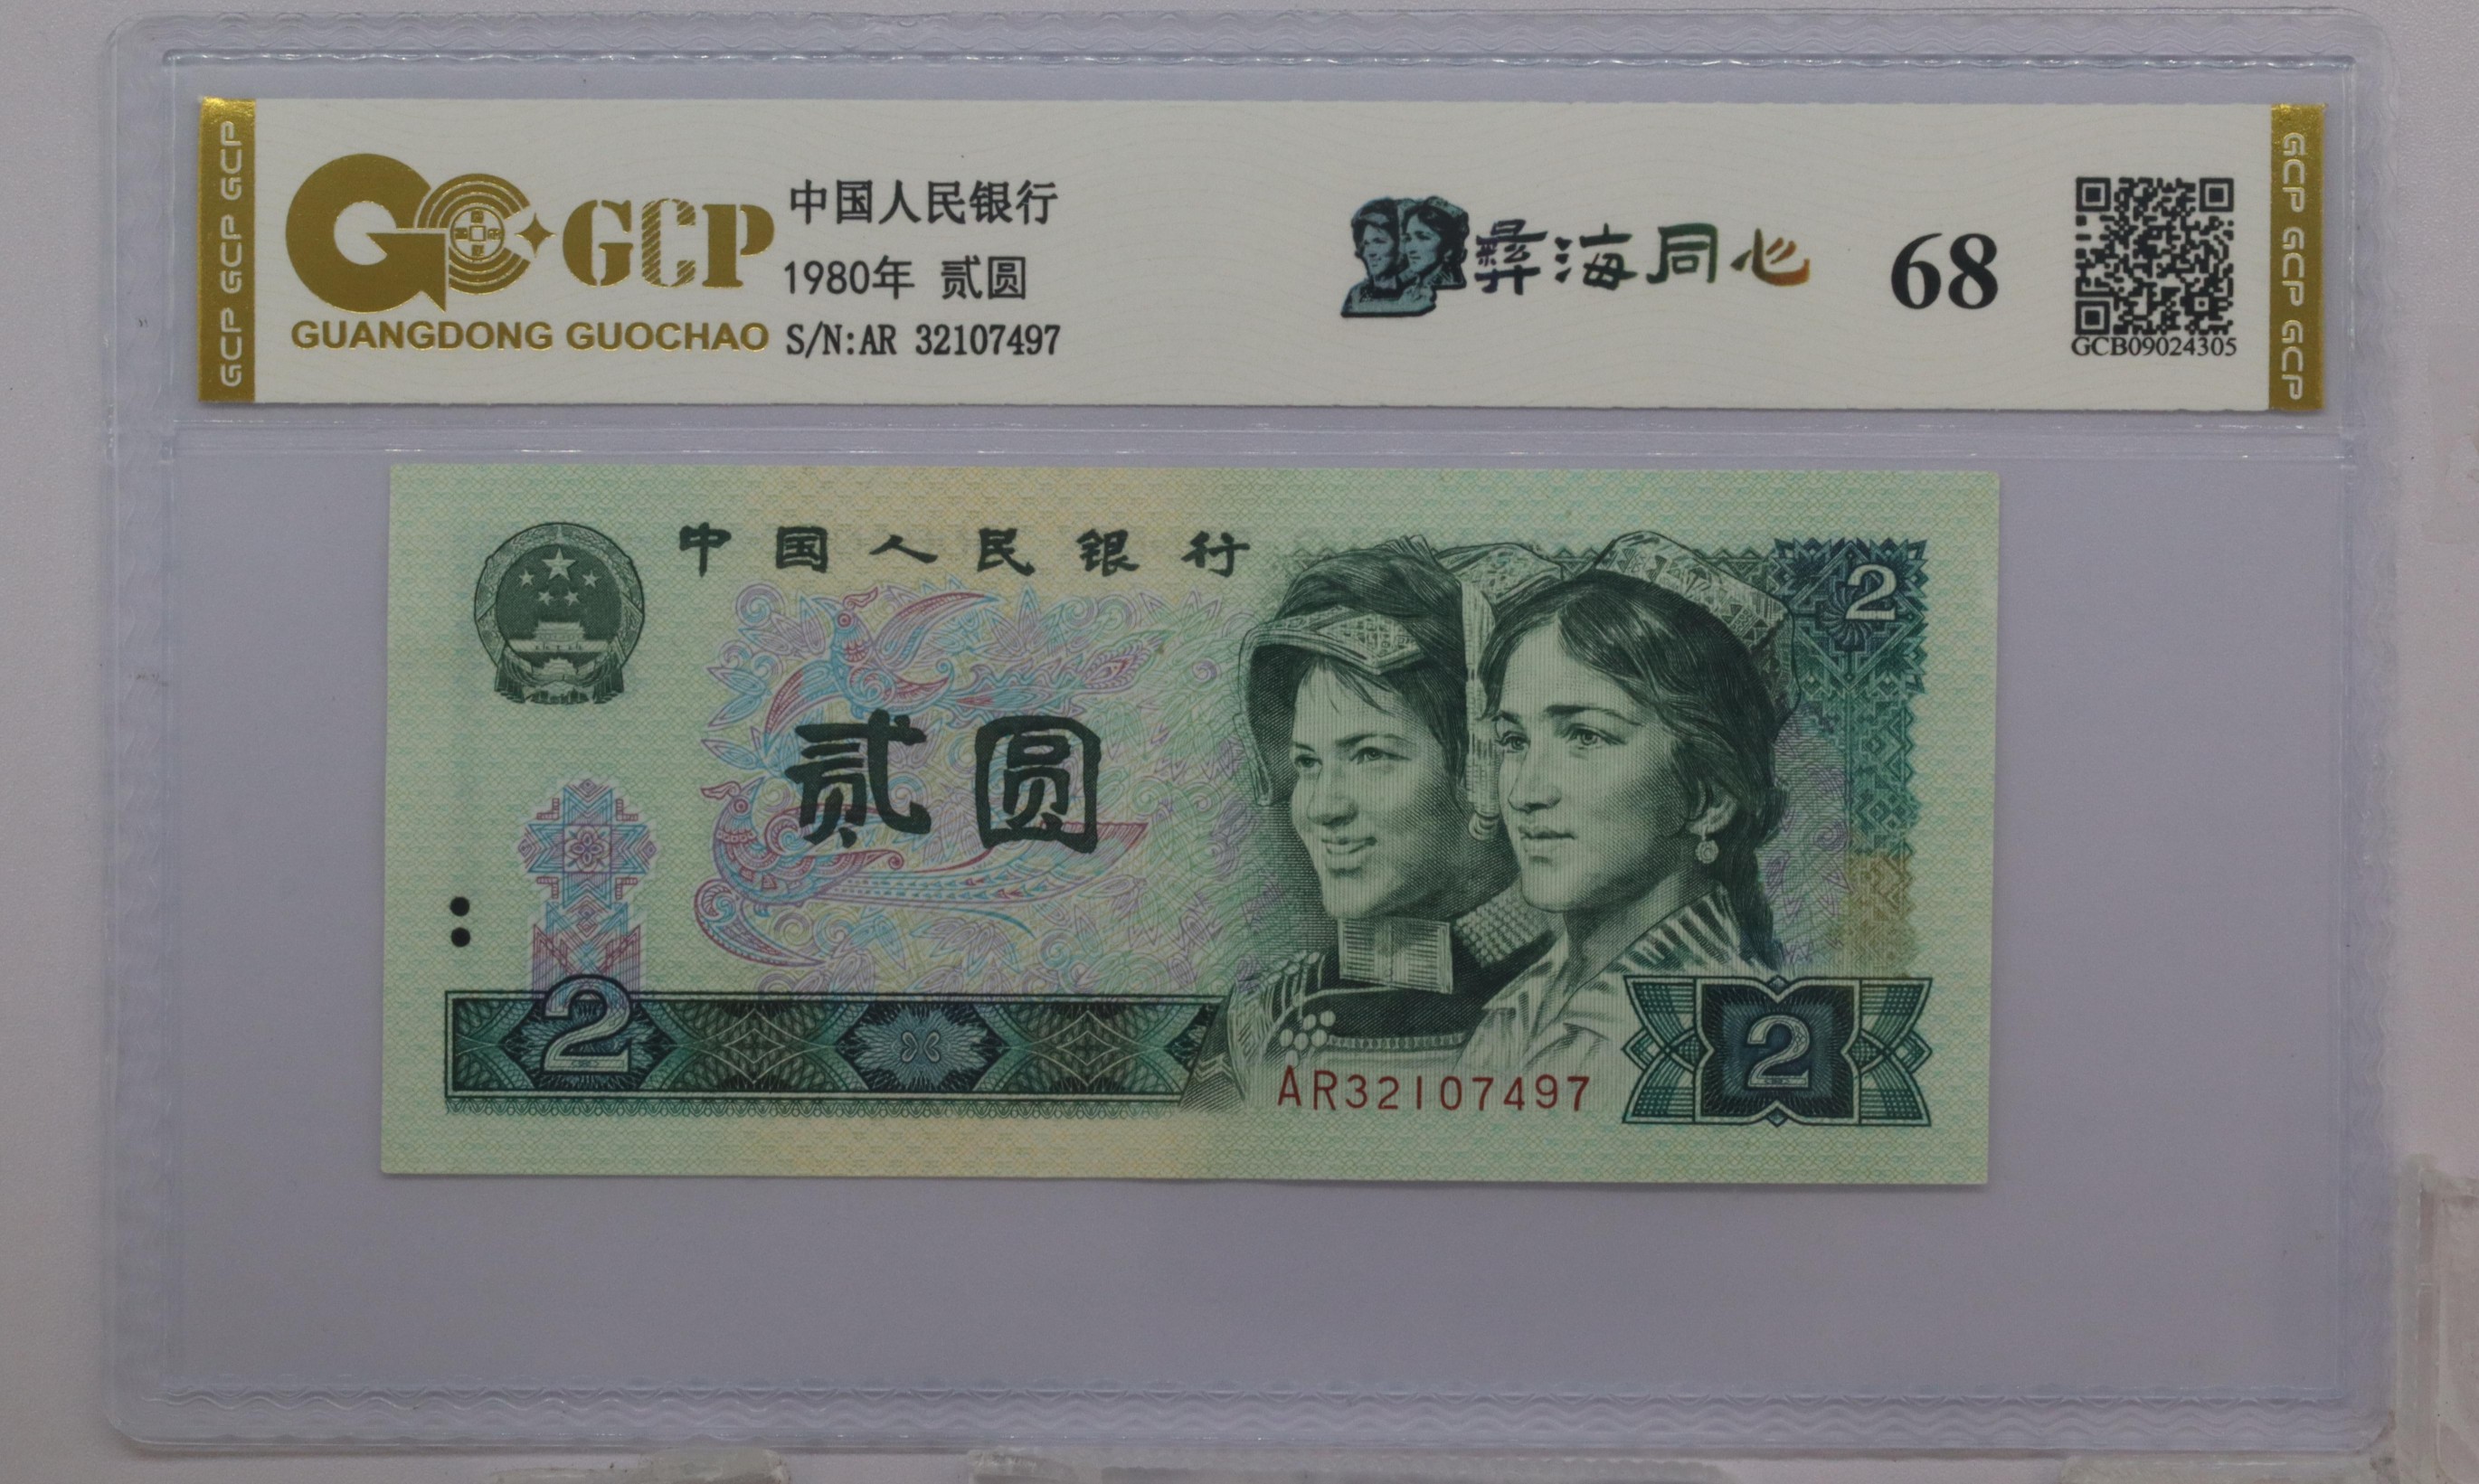 GCP GCP GCP
GCP
GUANGDONG GUOCHAO
中国人民银行
1980年 贰圆
S/N:AR 32107497
彝海同心
68
GCB09024305
GCP GCP GCP
中国人民银行
2
贰圆
2
AR32107497
2